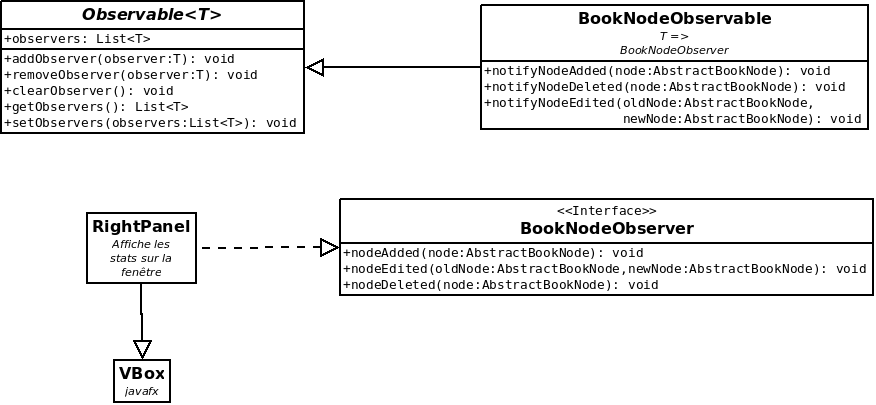 Observable<T>
+observers: List<T>
+addObserver(observer:T): void
+removeObserver(observer:T): void
+clearObserver(): void
+getObservers(): List<T>
+setObservers(observers:List<T>): void
BookNodeObservable
T =>
BookNodeObserver
+notifyNodeAdded(node:AbstractBookNode): void
+notifyNodeDeleted(node:AbstractBookNode): void
+notifyNodeEdited(oldNode:AbstractBookNode,
newNode:AbstractBookNode): void
RightPanel
Affiche les
stats sur la
fenêtre
<<Interface>>
BookNodeObserver
+nodeAdded(node:AbstractBookNode): void
+nodeEdited(oldNode:AbstractBookNode,newNode:AbstractBookNode): void
+nodeDeleted(node:AbstractBookNode): void
VBox
javafx